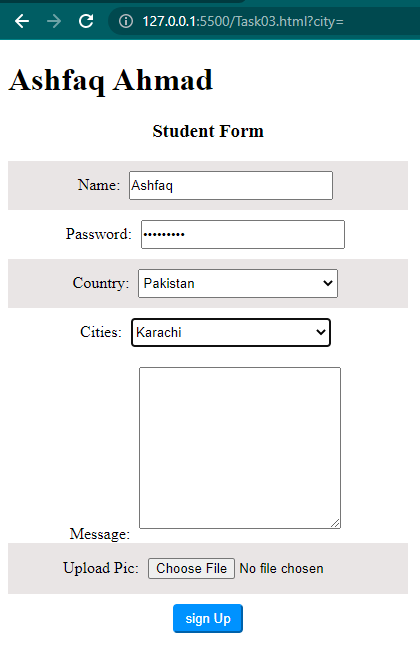 127.0.0.1:5500/Task03.html?city=
Ashfaq Ahmad
Student Form
Name: Ashfaq
Password: •••••••••
Country: Pakistan
Cities: Karachi
Message:
Upload Pic: Choose File No file chosen
sign Up